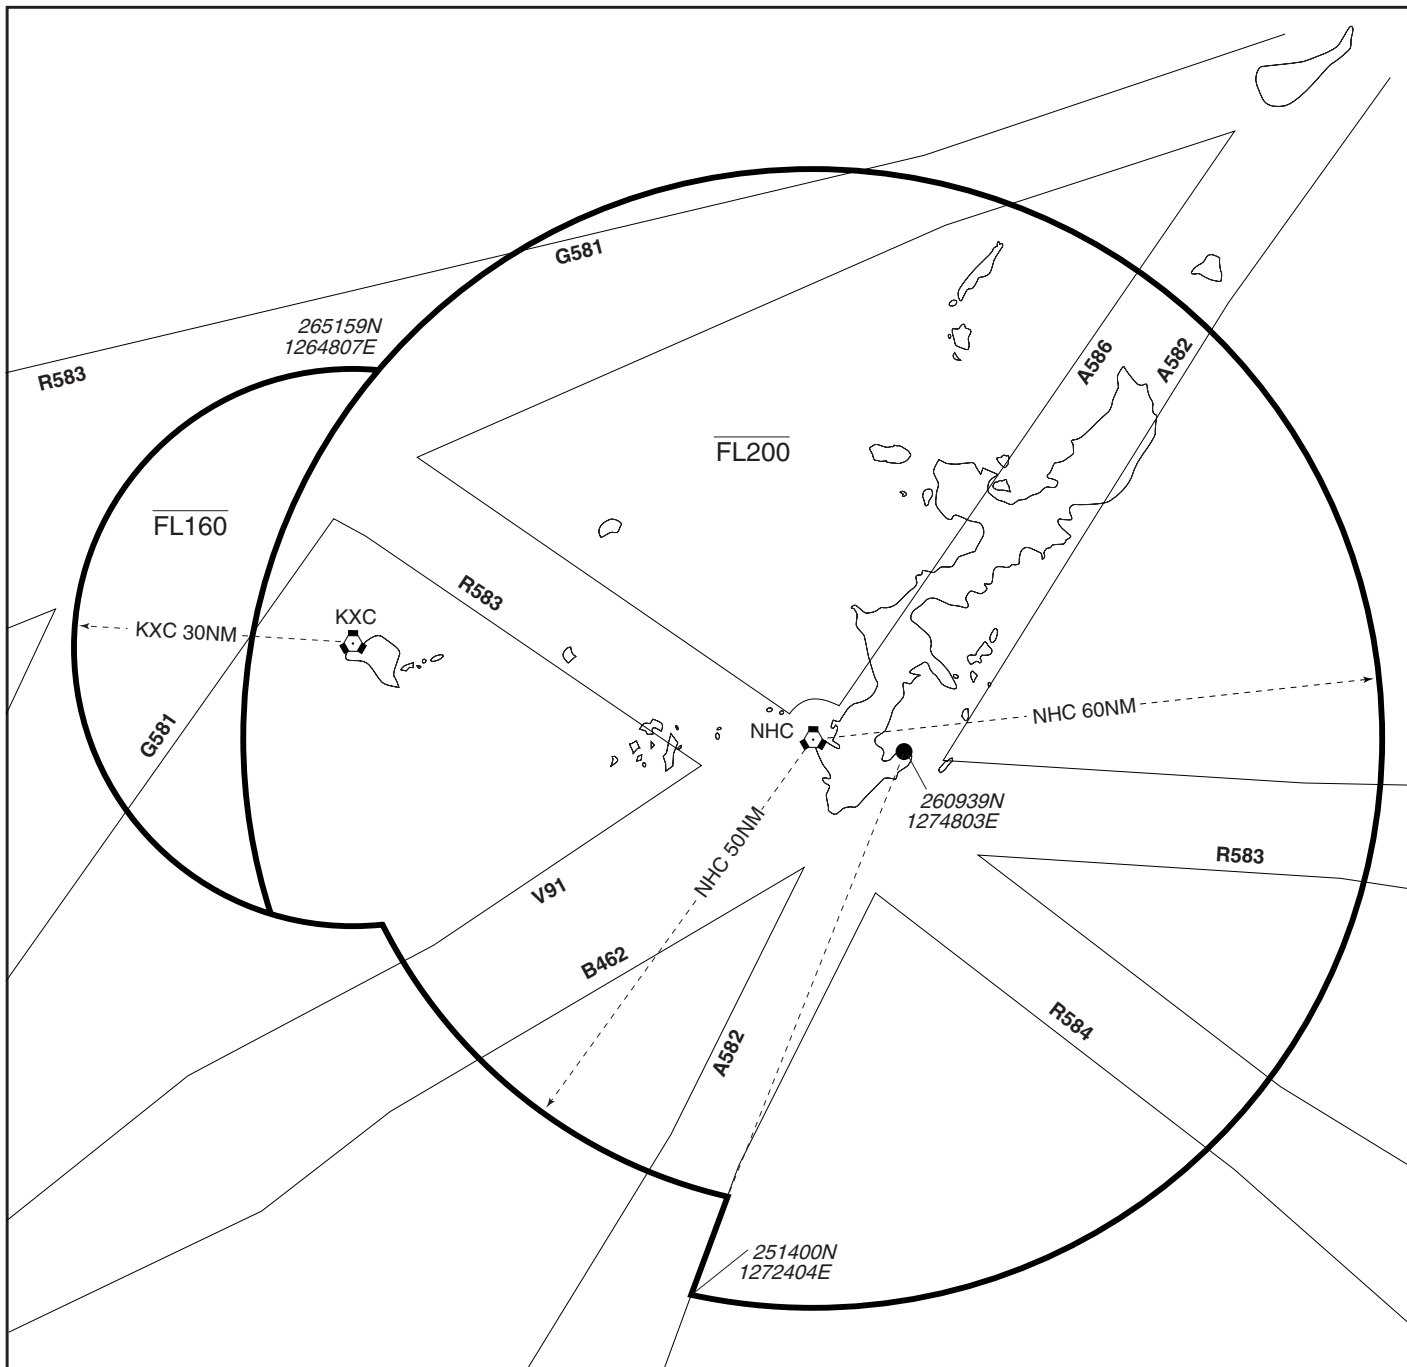 G581
265159N
1264807E
R583
A586
A582
FL200
FL160
R583
KXC
KXC 30NM
G581
NHC
NHC 60NM
260939N
1274803E
NHC 50NM
R583
V91
B462
R584
A582
251400N
1272404E